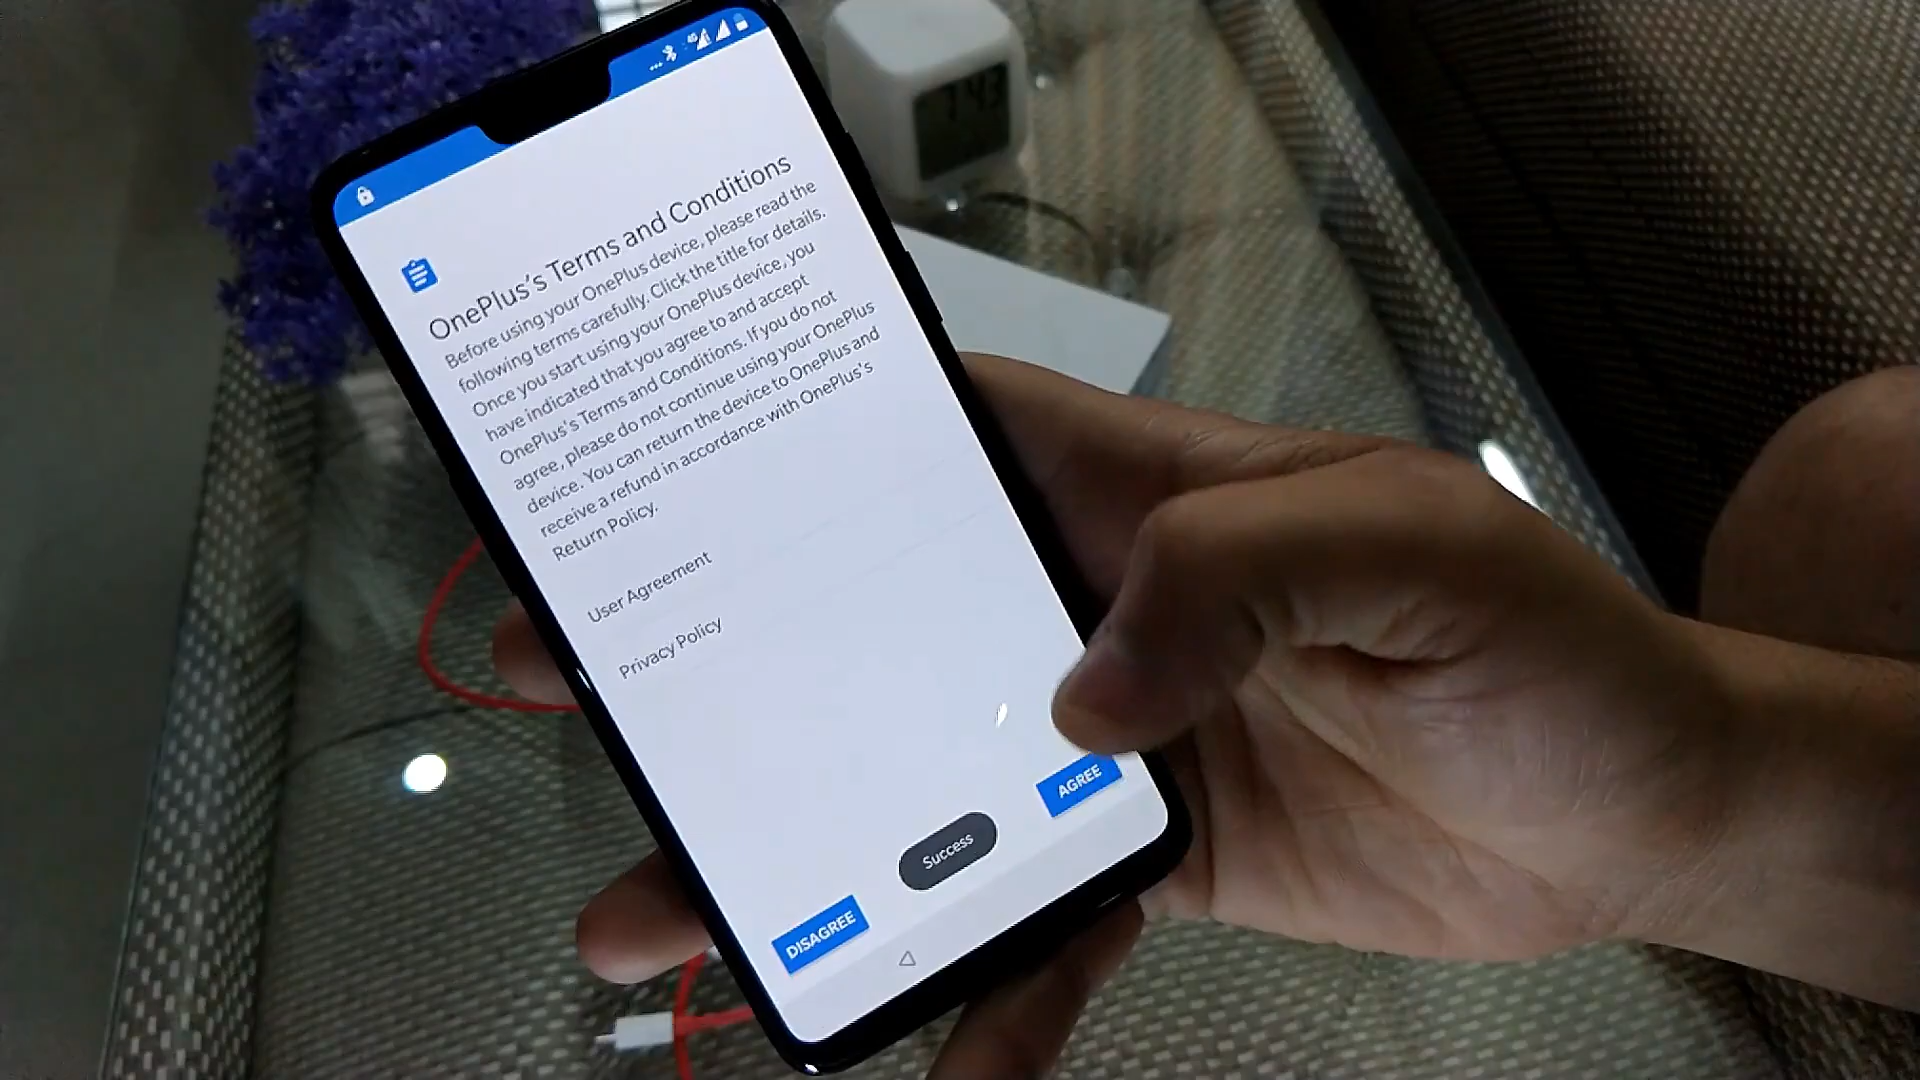 4G
7:43
OnePlus's Terms and Conditions
Before using your OnePlus device, please read the
following terms carefully. Click the title for details.
Once you start using your OnePlus device, you
have indicated that you agree to and accept
OnePlus's Terms and Conditions. If you do not
agree, please do not continue using your OnePlus
device. You can return the device to OnePlus and
receive a refund in accordance with OnePlus's
Return Policy.
User Agreement
Privacy Policy
AGREE
Success
DISAGREE